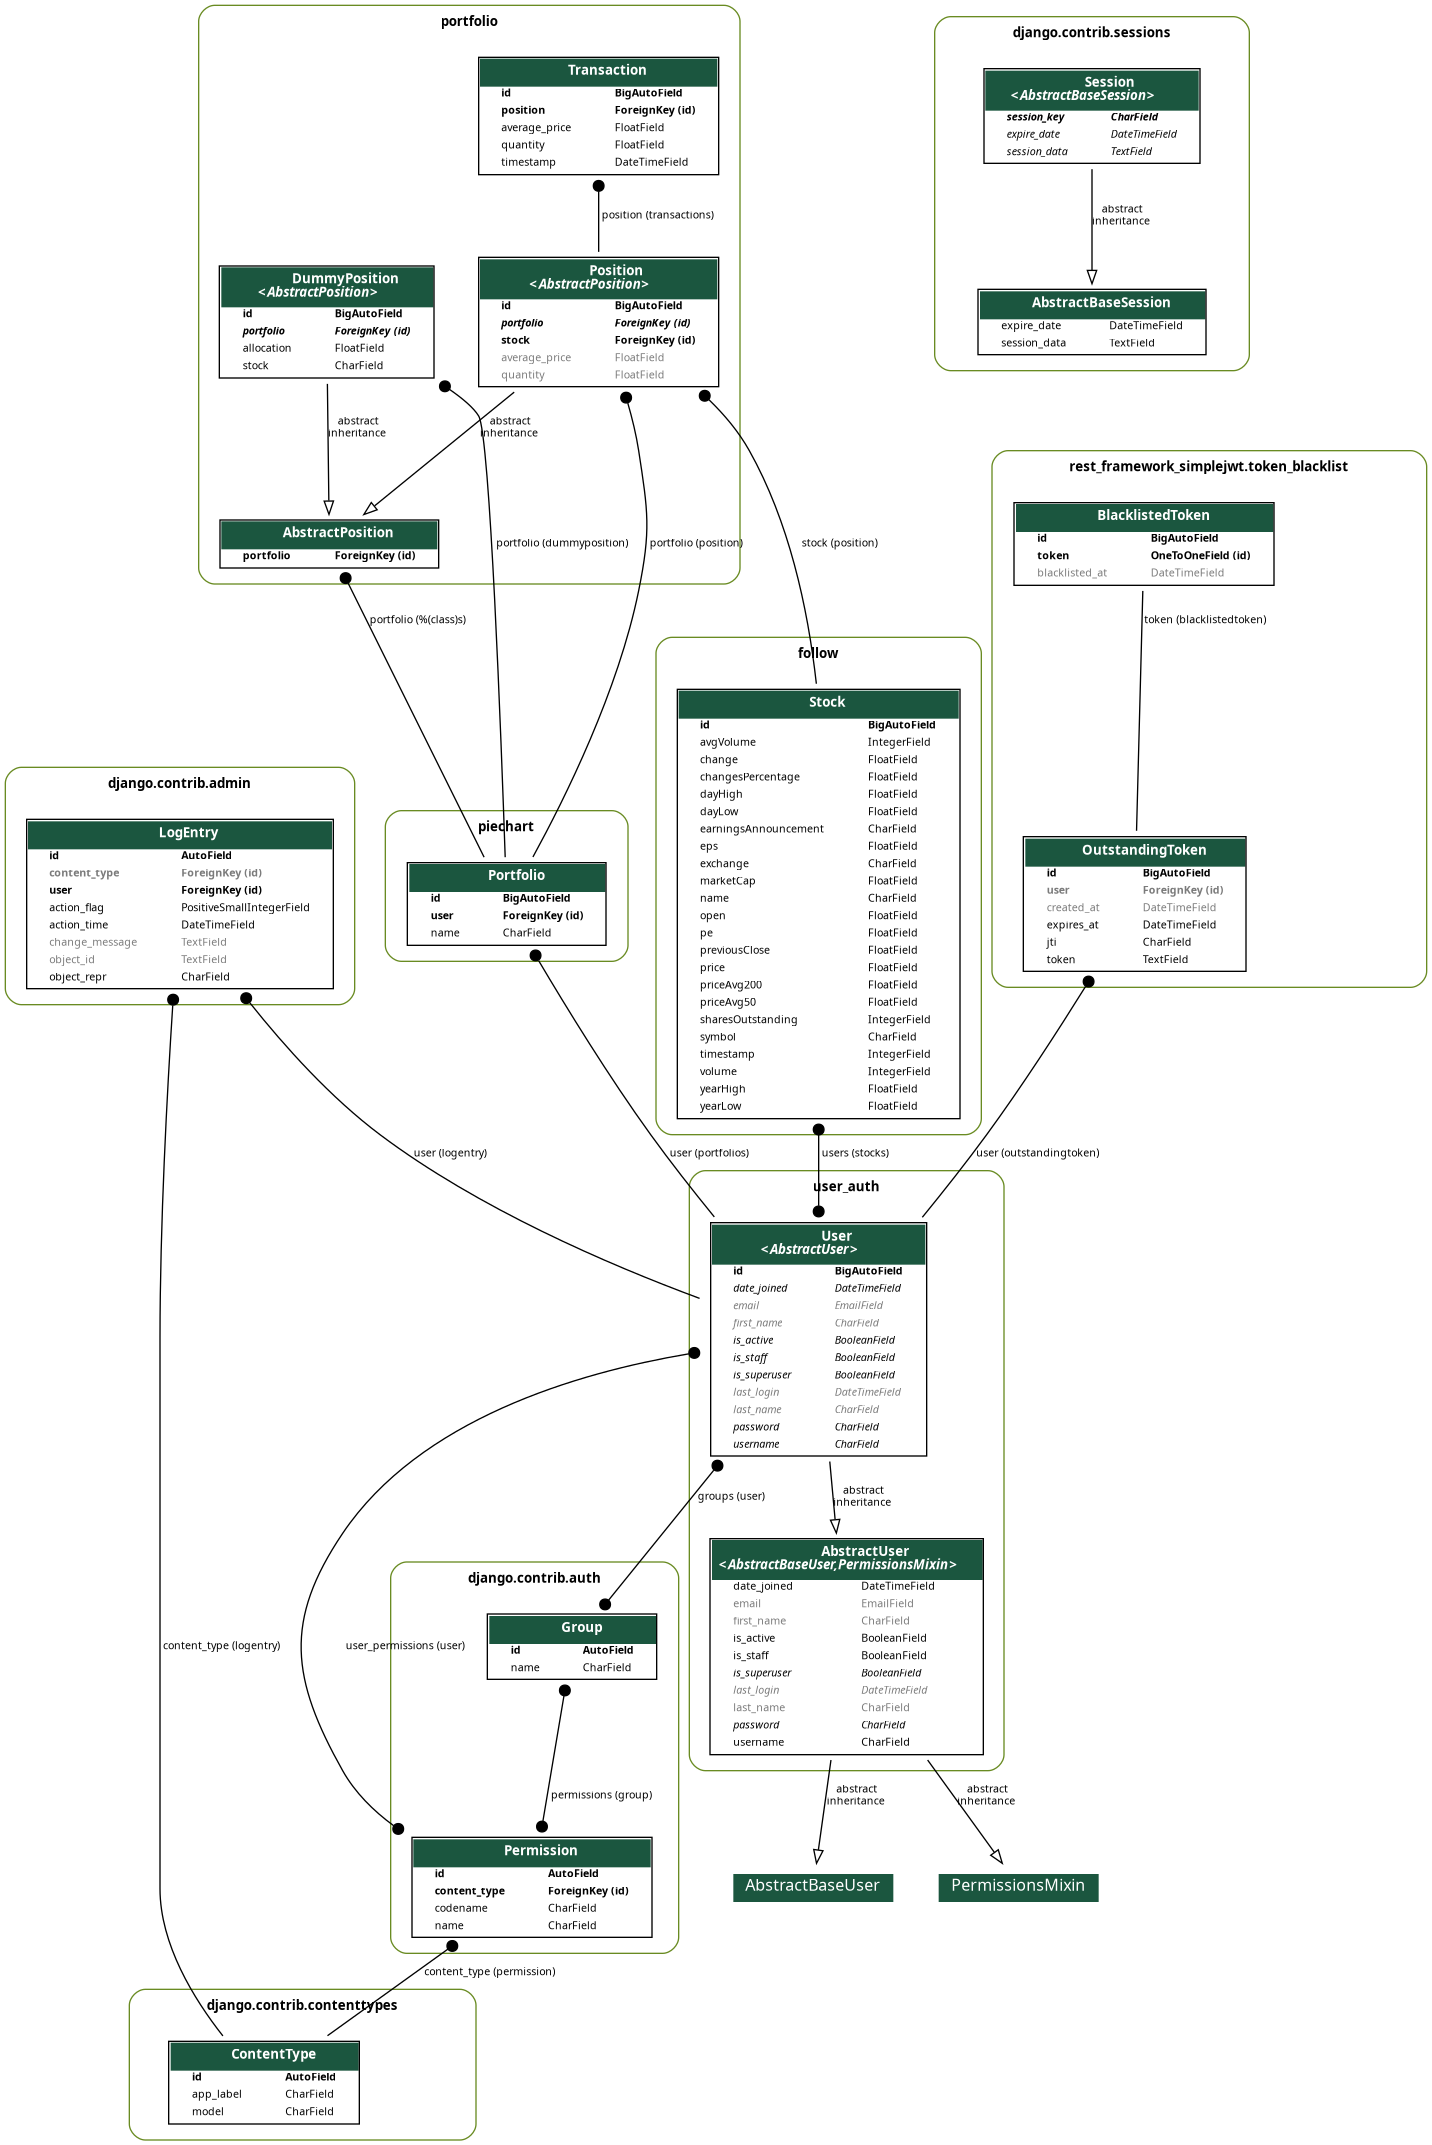 portfolio
Transaction
id BigAutoField
position ForeignKey (id)
average_price FloatField
quantity FloatField
timestamp DateTimeField
position (transactions)
DummyPosition
<AbstractPosition>
id BigAutoField
portfolio ForeignKey (id)
allocation FloatField
stock CharField
Position
<AbstractPosition>
id BigAutoField
portfolio ForeignKey (id)
stock ForeignKey (id)
average_price FloatField
quantity FloatField
abstract
inheritance
abstract
inheritance
AbstractPosition
portfolio ForeignKey (id)
portfolio (dummyposition)
portfolio (position)
stock (position)
portfolio (%(class)s)
django.contrib.sessions
Session
<AbstractBaseSession>
session_key CharField
expire_date DateTimeField
session_data TextField
abstract
inheritance
AbstractBaseSession
expire_date DateTimeField
session_data TextField
rest_framework_simplejwt.token_blacklist
BlacklistedToken
id BigAutoField
token OneToOneField (id)
blacklisted_at DateTimeField
token (blacklistedtoken)
OutstandingToken
id BigAutoField
user ForeignKey (id)
created_at DateTimeField
expires_at DateTimeField
jti CharField
token TextField
follow
Stock
id BigAutoField
avgVolume IntegerField
change FloatField
changesPercentage FloatField
dayHigh FloatField
dayLow FloatField
earningsAnnouncement CharField
eps FloatField
exchange CharField
marketCap FloatField
name CharField
open FloatField
pe FloatField
previousClose FloatField
price FloatField
priceAvg200 FloatField
priceAvg50 FloatField
sharesOutstanding IntegerField
symbol CharField
timestamp IntegerField
volume IntegerField
yearHigh FloatField
yearLow FloatField
django.contrib.admin
LogEntry
id AutoField
content_type ForeignKey (id)
user ForeignKey (id)
action_flag PositiveSmallIntegerField
action_time DateTimeField
change_message TextField
object_id TextField
object_repr CharField
piechart
Portfolio
id BigAutoField
user ForeignKey (id)
name CharField
user (logentry)
user (portfolios)
users (stocks)
user (outstandingtoken)
user_auth
User
<AbstractUser>
id BigAutoField
date_joined DateTimeField
email EmailField
first_name CharField
is_active BooleanField
is_staff BooleanField
is_superuser BooleanField
last_login DateTimeField
last_name CharField
password CharField
username CharField
groups (user)
abstract
inheritance
AbstractUser
<AbstractBaseUser,PermissionsMixin>
date_joined DateTimeField
email EmailField
first_name CharField
is_active BooleanField
is_staff BooleanField
is_superuser BooleanField
last_login DateTimeField
last_name CharField
password CharField
username CharField
abstract
inheritance
abstract
inheritance
AbstractBaseUser
PermissionsMixin
django.contrib.auth
Group
id AutoField
name CharField
content_type (logentry)
user_permissions (user)
permissions (group)
Permission
id AutoField
content_type ForeignKey (id)
codename CharField
name CharField
content_type (permission)
django.contrib.contenttypes
ContentType
id AutoField
app_label CharField
model CharField